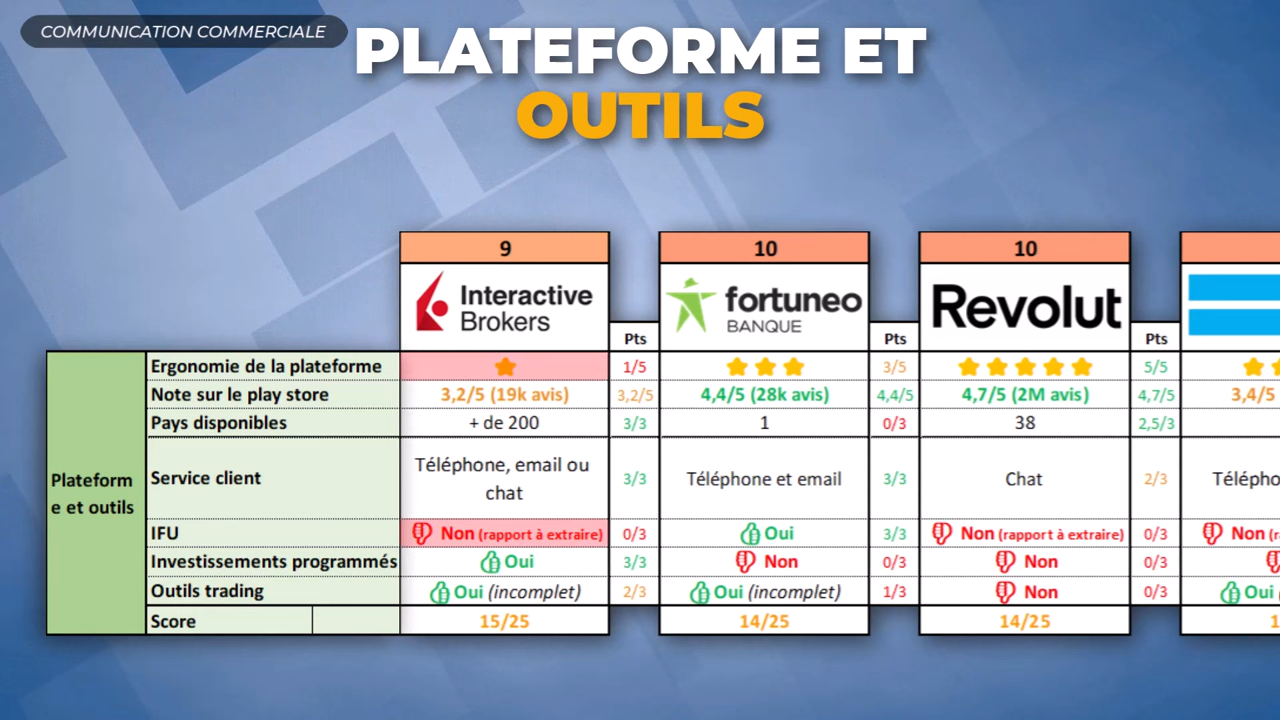 COMMUNICATION COMMERCIALE
PLATEFORME ET
OUTILS
9
10
10
Interactive
Brokers
fortuneo
BANQUE
Revolut
Pts
Pts
Pts
Ergonomie de la plateforme
1/5
3/5
5/5
Note sur le play store
3,2/5 (19k avis)
3,2/5
4,4/5 (28k avis)
4,4/5
4,7/5 (2M avis)
4,7/5
3,4/5
Pays disponibles
+ de 200
3/3
1
0/3
38
2,5/3
Plateform
e et outils
Service client
Téléphone, email ou
chat
3/3
Téléphone et email
3/3
Chat
2/3
Télépho
IFU
Non (rapport à extraire)
0/3
Oui
3/3
Non (rapport à extraire)
0/3
Non (r
Investissements programmés
Oui
3/3
Non
0/3
Non
0/3
Outils trading
Oui (incomplet)
2/3
Oui (incomplet)
1/3
Non
0/3
Oui
Score
15/25
14/25
14/25
1